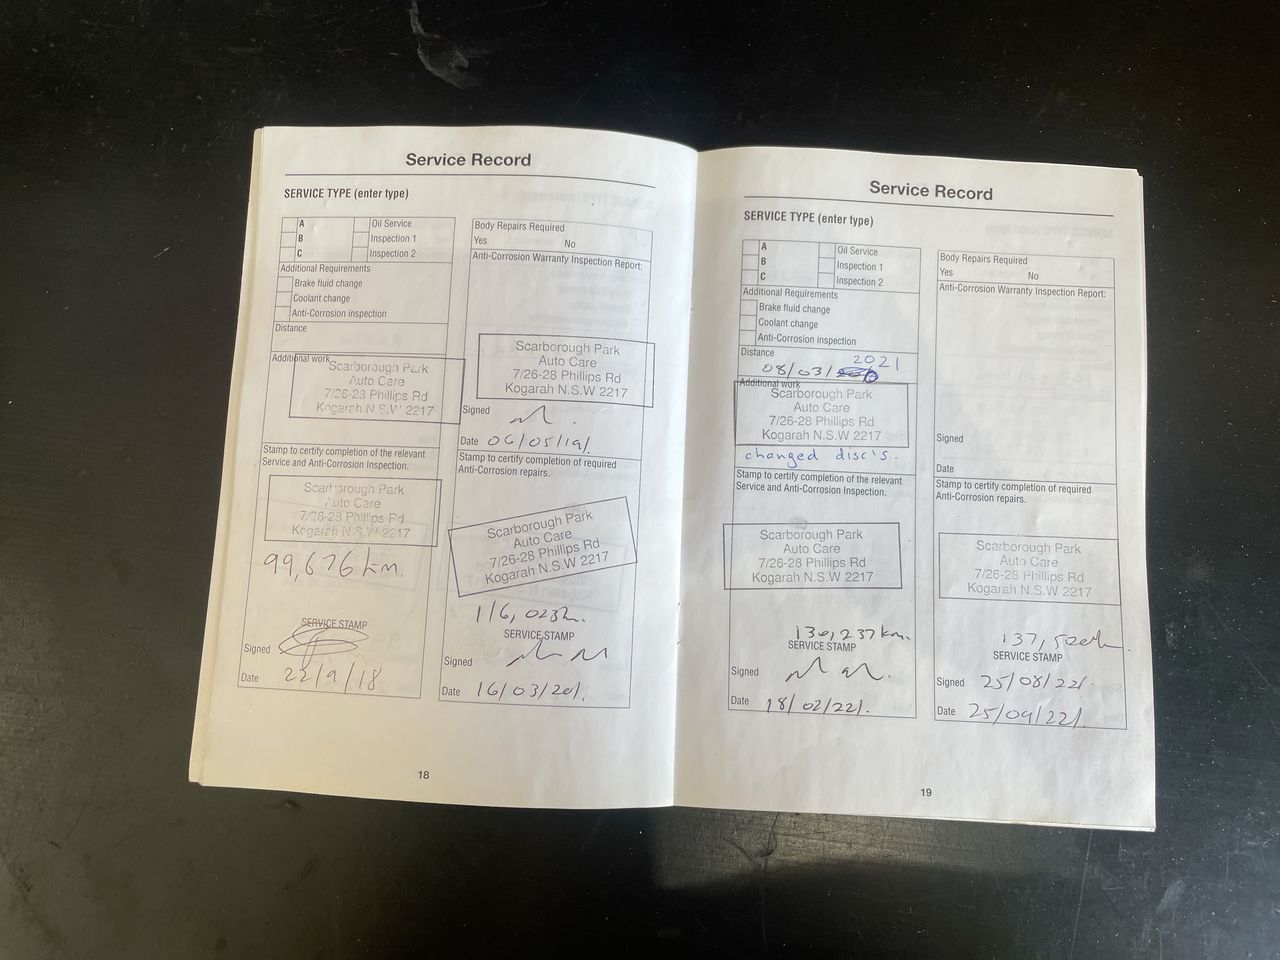 Service Record
SERVICE TYPE (enter type)
A
Oil Service
B
Inspection 1
C
Inspection 2
Additional Requirements
Brake fluid change
Coolant change
Anti-Corrosion inspection
Distance
Additional work
Scarborough Park
Auto Care
7/26-28 Phillips Rd
Kogarah N.S.W 2217
Stamp to certify completion of the relevant
Service and Anti-Corrosion Inspection.
Scarborough Park
Auto Care
7/26-28 Phillips Rd
Kogarah N.S.W 2217
99,676 km.
SERVICE STAMP
Signed
Date 22/9/18
Body Repairs Required
Yes No
Anti-Corrosion Warranty Inspection Report:
Scarborough Park
Auto Care
7/26-28 Phillips Rd
Kogarah N.S.W 2217
Signed
Date 06/05/19/.
Stamp to certify completion of required
Anti-Corrosion repairs.
Scarborough Park
Auto Care
7/26-28 Phillips Rd
Kogarah N.S.W 2217
116,023km.
SERVICE STAMP
Signed
Date 16/03/20/.
18
Service Record
SERVICE TYPE (enter type)
A
Oil Service
B
Inspection 1
C
Inspection 2
Additional Requirements
Brake fluid change
Coolant change
Anti-Corrosion inspection
Distance
2021
08/03/
Additional work
Scarborough Park
Auto Care
7/26-28 Phillips Rd
Kogarah N.S.W 2217
changed disc's.
Stamp to certify completion of the relevant
Service and Anti-Corrosion Inspection.
Scarborough Park
Auto Care
7/26-28 Phillips Rd
Kogarah N.S.W 2217
130,237km.
SERVICE STAMP
Signed
Date 18/02/22/.
Body Repairs Required
Yes No
Anti-Corrosion Warranty Inspection Report:
Signed
Date
Stamp to certify completion of required
Anti-Corrosion repairs.
Scarborough Park
Auto Care
7/26-28 Phillips Rd
Kogarah N.S.W 2217
SERVICE STAMP
Signed 25/08/22/.
Date 25/09/22/.
19